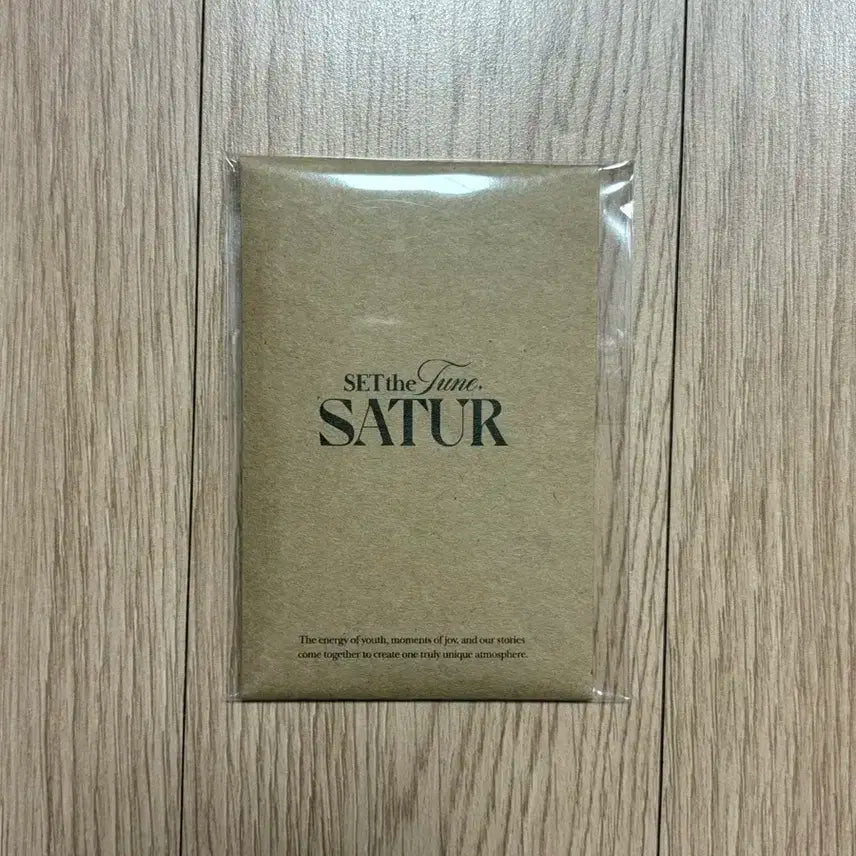 SET the Tune,
SATUR
The energy of youth, moments of joy, and our stories
come together to create one truly unique atmosphere.